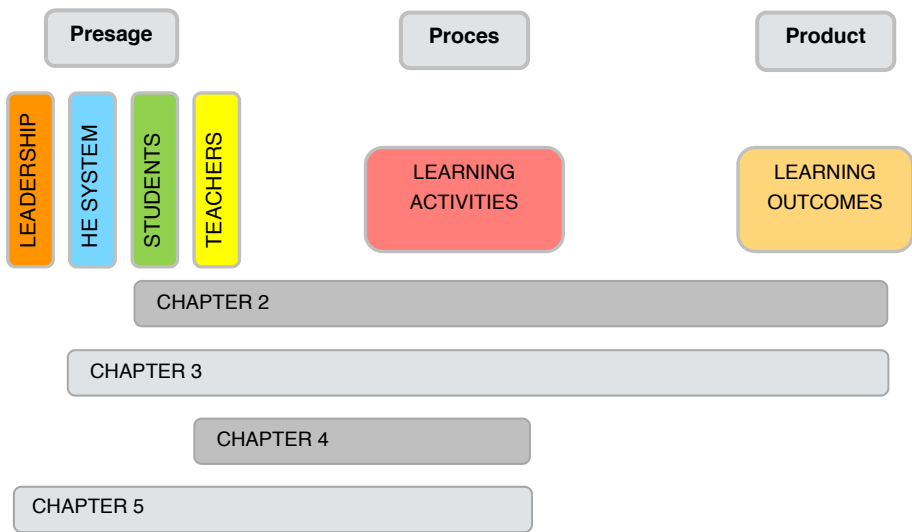 Presage
Proces
Product
LEADERSHIP
HE SYSTEM
STUDENTS
TEACHERS
LEARNING
ACTIVITIES
LEARNING
OUTCOMES
CHAPTER 2
CHAPTER 3
CHAPTER 4
CHAPTER 5